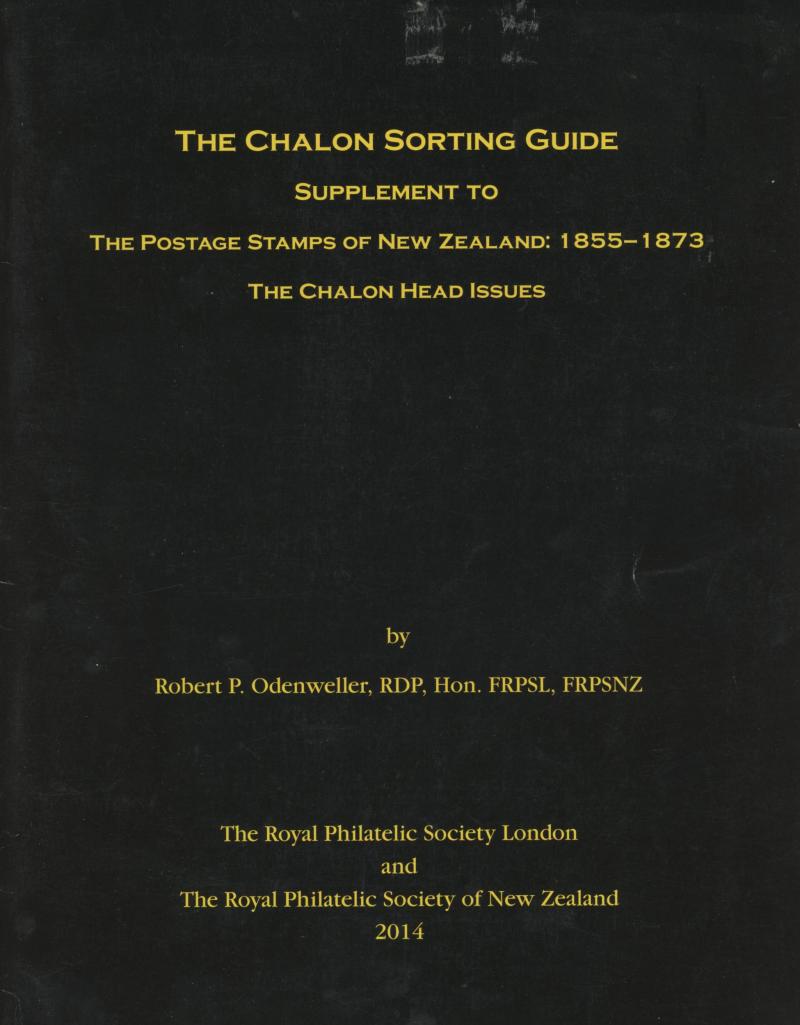 The Chalon Sorting Guide
Supplement to
The Postage Stamps of New Zealand: 1855–1873
The Chalon Head Issues
by
Robert P. Odenweller, RDP, Hon. FRPSL, FRPSNZ
The Royal Philatelic Society London
and
The Royal Philatelic Society of New Zealand
2014